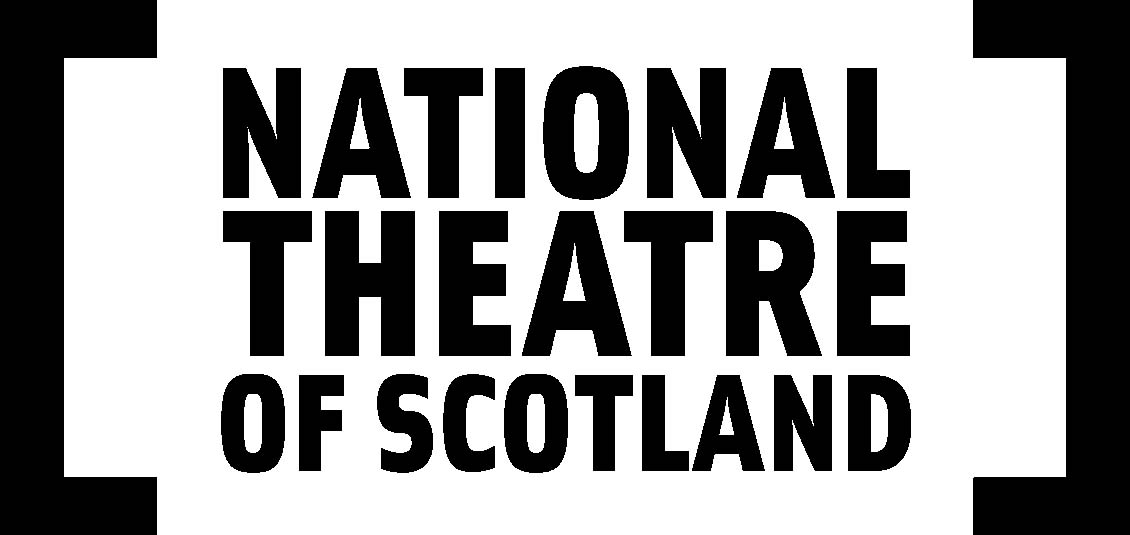 NATIONAL
THEATRE
OF SCOTLAND